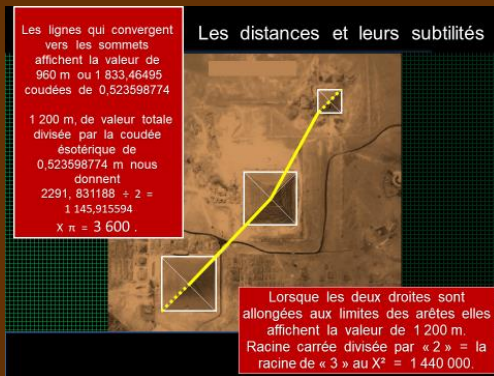 Les distances et leurs subtilités
Les lignes qui convergent
vers les sommets
affichent la valeur de
960 m ou 1 833,46495
coudées de 0,523598774
1 200 m, de valeur totale
divisée par la coudée
ésotérique de
0,523598774 m nous
donnent
2291, 831188 ÷ 2 =
1 145,915594
X π = 3 600 .
Lorsque les deux droites sont
allongées aux limites des arêtes elles
affichent la valeur de 1 200 m.
Racine carrée divisée par « 2 » = la
racine de « 3 » au X² = 1 440 000.